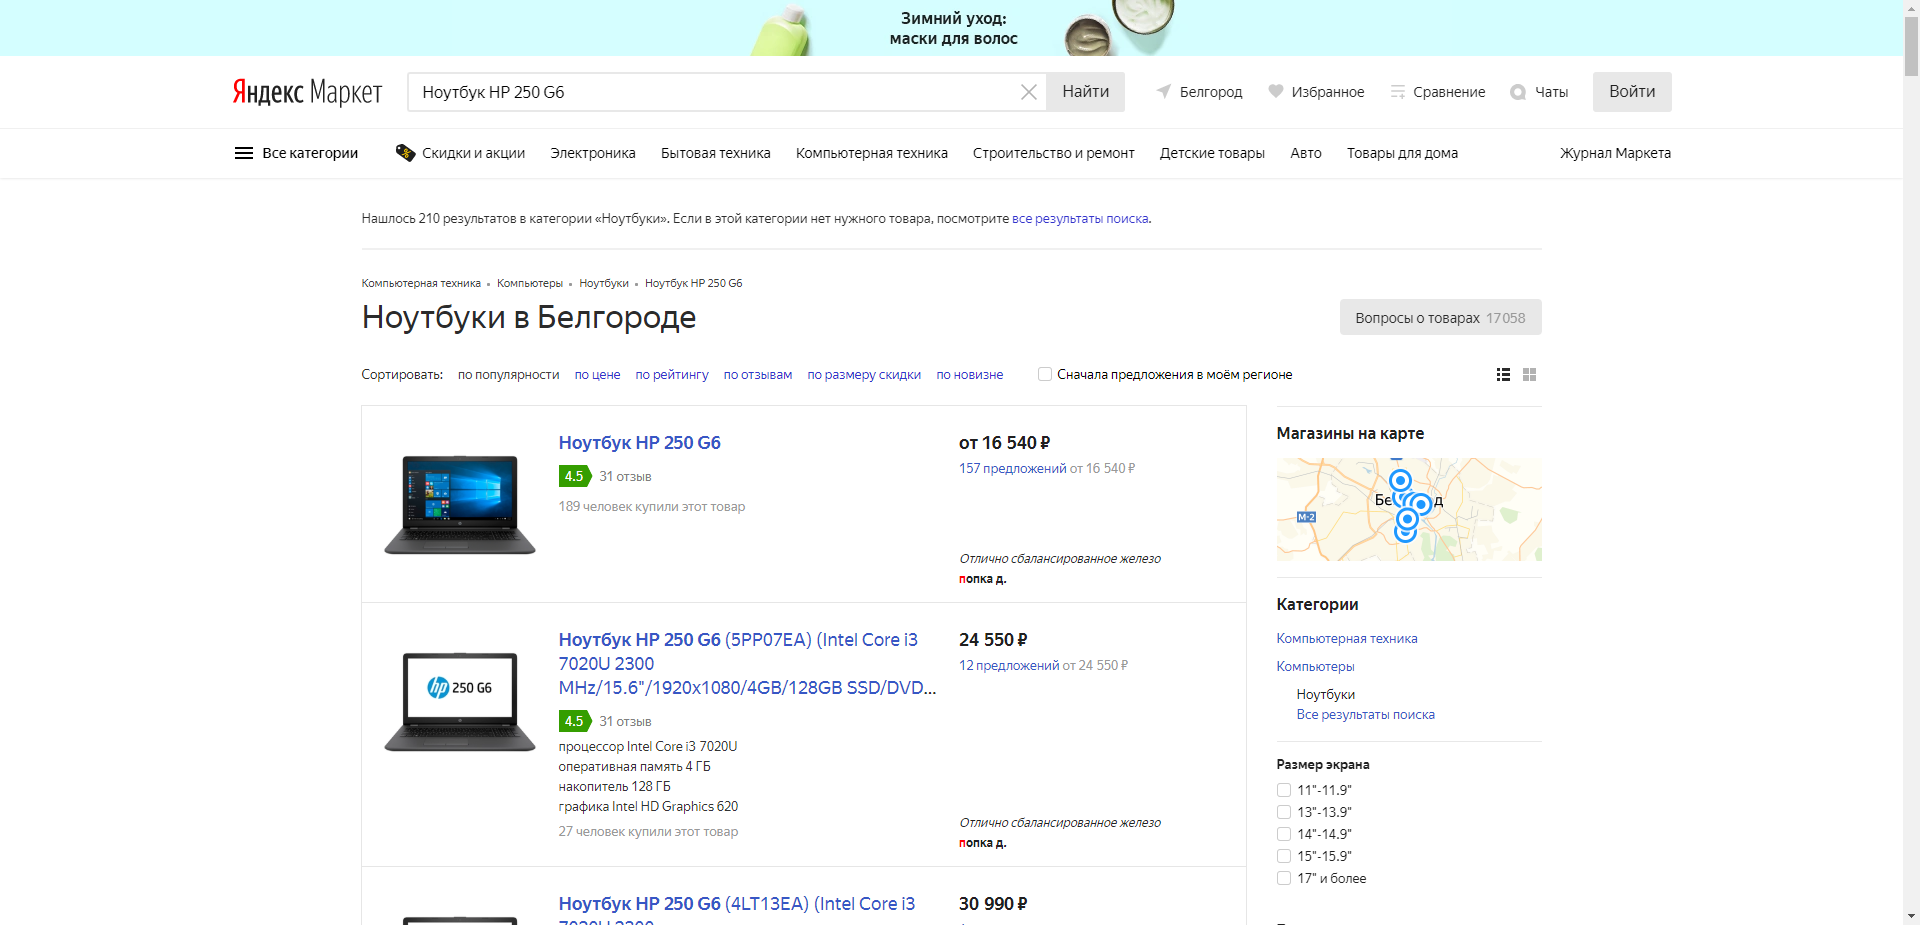 Зимний уход:
маски для волос
Яндекс Маркет
Ноутбук HP 250 G6
Найти
Белгород
Избранное
Сравнение
Чаты
Войти
Все категории
Скидки и акции
Электроника
Бытовая техника
Компьютерная техника
Строительство и ремонт
Детские товары
Авто
Товары для дома
Журнал Маркета
Нашлось 210 результатов в категории «Ноутбуки». Если в этой категории нет нужного товара, посмотрите все результаты поиска.
Компьютерная техника
Компьютеры
Ноутбуки
Ноутбук HP 250 G6
Ноутбуки в Белгороде
Вопросы о товарах 17058
Сортировать:
по популярности
по цене
по рейтингу
по отзывам
по размеру скидки
по новизне
Сначала предложения в моём регионе
Ноутбук HP 250 G6
4.5
31 отзыв
189 человек купили этот товар
от 16 540 ₽
157 предложений от 16 540 ₽
Отлично сбалансированное железо
попка д.
hp 250 G6
Ноутбук HP 250 G6 (5PP07EA) (Intel Core i3
7020U 2300
MHz/15.6"/1920x1080/4GB/128GB SSD/DVD...
4.5
31 отзыв
процессор Intel Core i3 7020U
оперативная память 4 ГБ
накопитель 128 ГБ
графика Intel HD Graphics 620
27 человек купили этот товар
24 550 ₽
12 предложений от 24 550 ₽
Отлично сбалансированное железо
попка д.
Ноутбук HP 250 G6 (4LT13EA) (Intel Core i3
30 990 ₽
Магазины на карте
М-2
Категории
Компьютерная техника
Компьютеры
Ноутбуки
Все результаты поиска
Размер экрана
11"-11.9"
13"-13.9"
14"-14.9"
15"-15.9"
17" и более